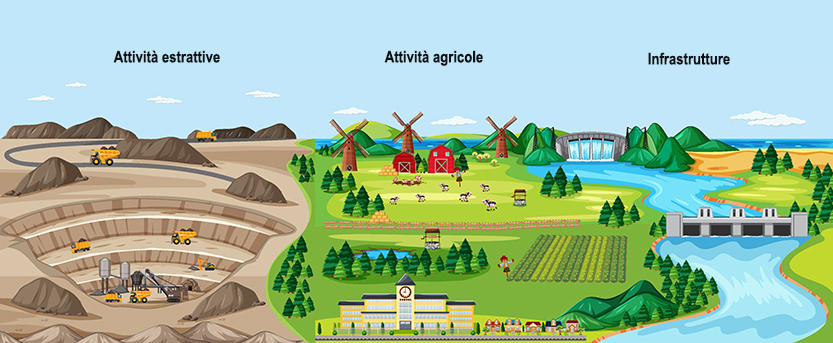 Attività estrattive
Attività agricole
Infrastrutture